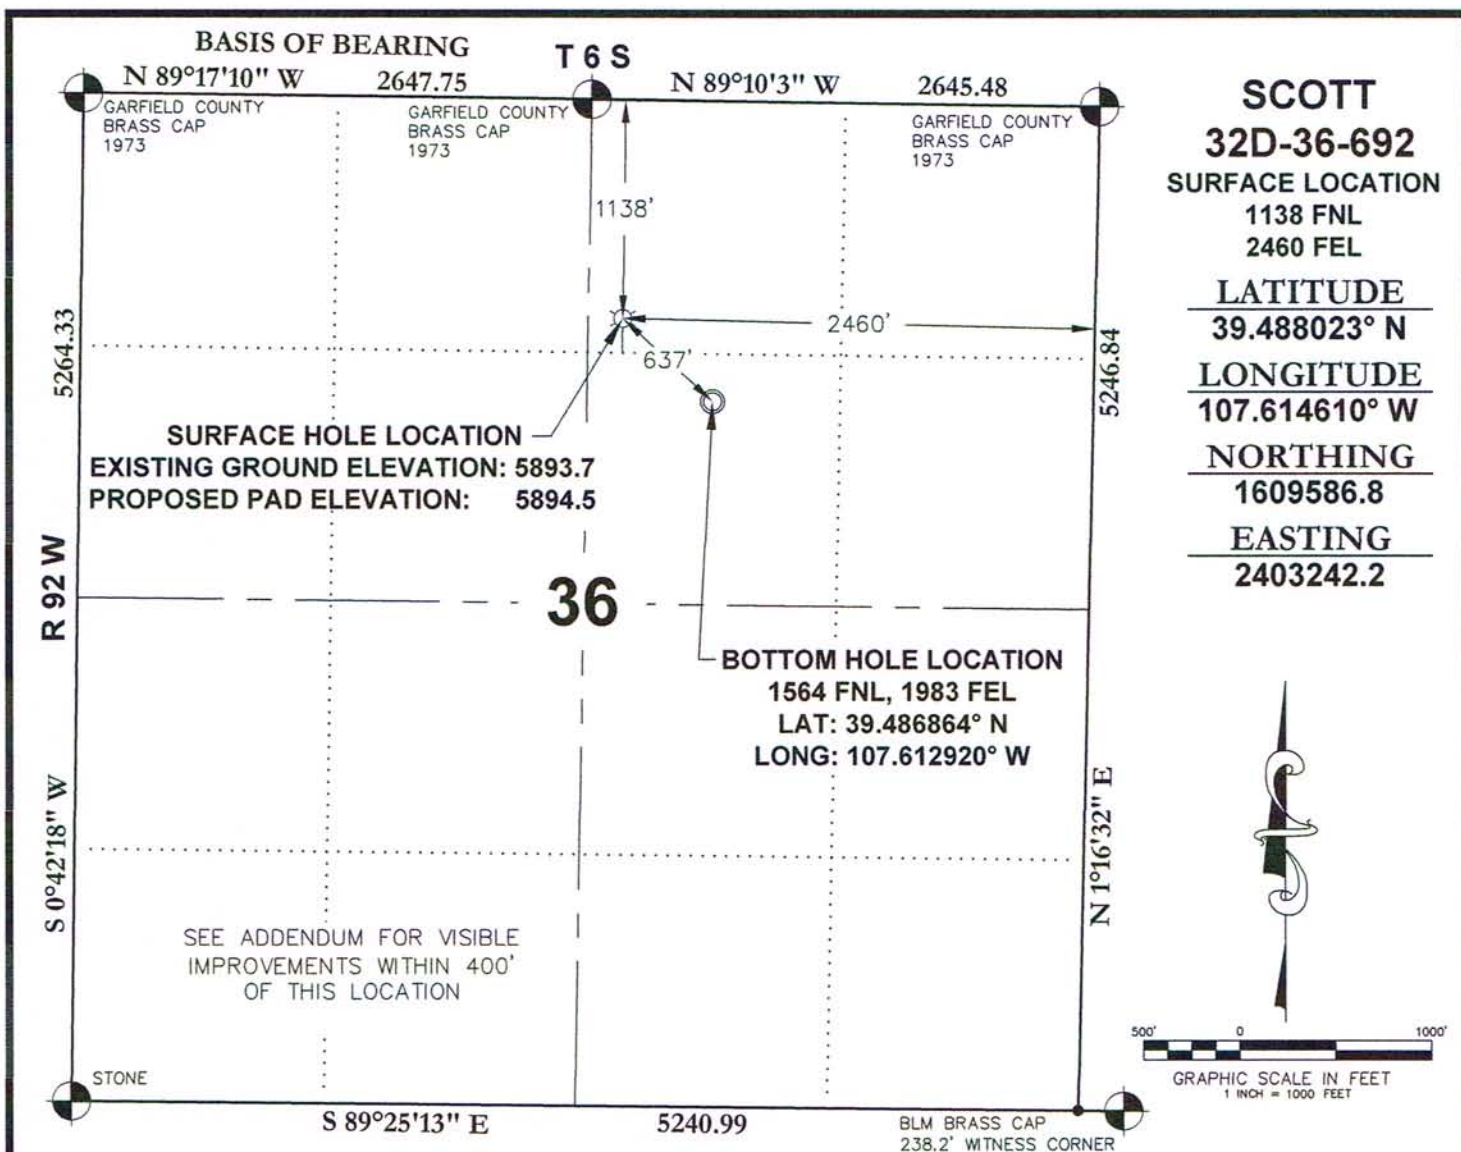 BASIS OF BEARING
T 6 S
N 89°17'10" W 2647.75
N 89°10'3" W 2645.48
GARFIELD COUNTY
BRASS CAP
1973
GARFIELD COUNTY
BRASS CAP
1973
GARFIELD COUNTY
BRASS CAP
1973
1138'
2460'
637'
5264.33
5246.84
SURFACE HOLE LOCATION
EXISTING GROUND ELEVATION: 5893.7
PROPOSED PAD ELEVATION: 5894.5
R 92 W
36
BOTTOM HOLE LOCATION
1564 FNL, 1983 FEL
LAT: 39.486864° N
LONG: 107.612920° W
S 0°42'18" W
N 1°16'32" E
SEE ADDENDUM FOR VISIBLE
IMPROVEMENTS WITHIN 400'
OF THIS LOCATION
STONE
S 89°25'13" E 5240.99
BLM BRASS CAP
238.2' WITNESS CORNER
SCOTT
32D-36-692
SURFACE LOCATION
1138 FNL
2460 FEL
LATITUDE
39.488023° N
LONGITUDE
107.614610° W
NORTHING
1609586.8
EASTING
2403242.2
500' 0 1000'
GRAPHIC SCALE IN FEET
1 INCH = 1000 FEET